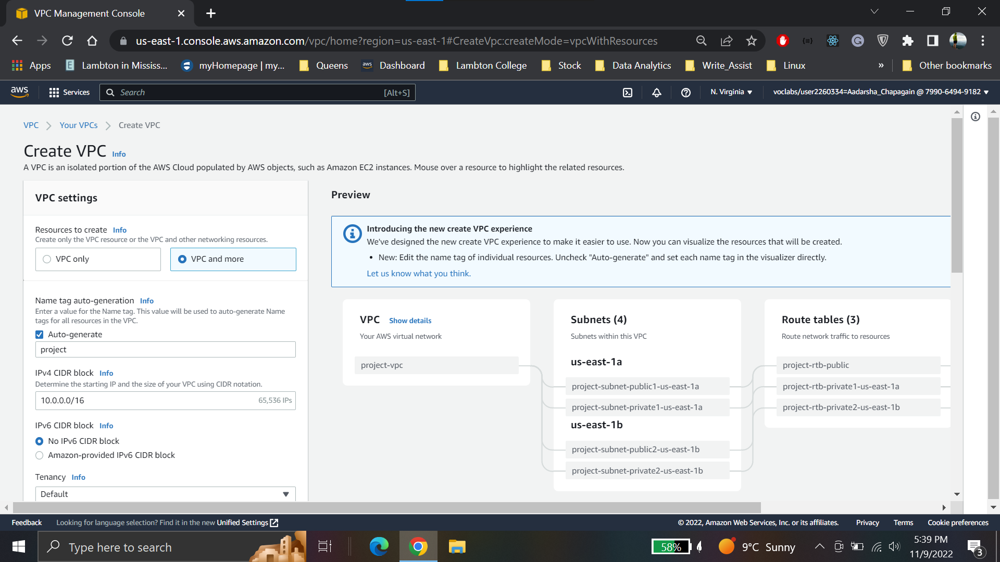 VPC Management Console
us-east-1.console.aws.amazon.com/vpc/home?region=us-east-1#CreateVpc:createMode=vpcWithResources
Apps
Lambton in Mississ...
myHomepage | my...
Queens
aws
Dashboard
Lambton College
Stock
Data Analytics
Write_Assist
Linux
»
Other bookmarks
aws
Services
Search
[Alt+S]
N. Virginia
voclabs/user2260334=Aadarsha_Chapagain @ 7990-6494-9182
VPC
Your VPCs
Create VPC
Create VPC Info
A VPC is an isolated portion of the AWS Cloud populated by AWS objects, such as Amazon EC2 instances. Mouse over a resource to highlight the related resources.
VPC settings
Resources to create Info
Create only the VPC resource or the VPC and other networking resources.
VPC only
VPC and more
Name tag auto-generation Info
Enter a value for the Name tag. This value will be used to auto-generate Name
tags for all resources in the VPC.
Auto-generate
project
IPv4 CIDR block Info
Determine the starting IP and the size of your VPC using CIDR notation.
10.0.0.0/16
65,536 IPs
IPv6 CIDR block Info
No IPv6 CIDR block
Amazon-provided IPv6 CIDR block
Tenancy Info
Default
Preview
Introducing the new create VPC experience
We've designed the new create VPC experience to make it easier to use. Now you can visualize the resources that will be created.
• New: Edit the name tag of individual resources. Uncheck "Auto-generate" and set each name tag in the visualizer directly.
Let us know what you think.
VPC Show details
Your AWS virtual network
project-vpc
Subnets (4)
Subnets within this VPC
us-east-1a
project-subnet-public1-us-east-1a
project-subnet-private1-us-east-1a
us-east-1b
project-subnet-public2-us-east-1b
project-subnet-private2-us-east-1b
Route tables (3)
Route network traffic to resources
project-rtb-public
project-rtb-private1-us-east-1a
project-rtb-private2-us-east-1b
Feedback
Looking for language selection? Find it in the new Unified Settings
© 2022, Amazon Web Services, Inc. or its affiliates.
Privacy
Terms
Cookie preferences
Type here to search
58%
9°C Sunny
5:39 PM
11/9/2022
3